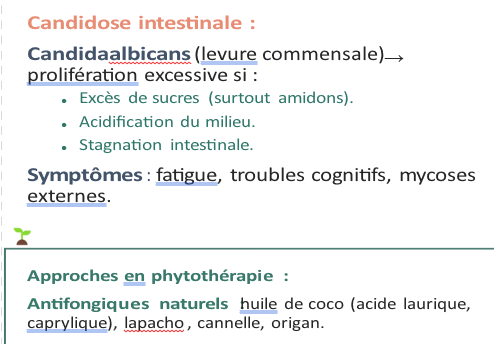 Candidose intestinale :
Candidaalbicans (levure commensale)→
prolifération excessive si :
• Excès de sucres (surtout amidons).
• Acidification du milieu.
• Stagnation intestinale.
Symptômes : fatigue, troubles cognitifs, mycoses
externes.
Approches en phytothérapie :
Antifongiques naturels huile de coco (acide laurique,
caprylique), lapacho , cannelle, origan.